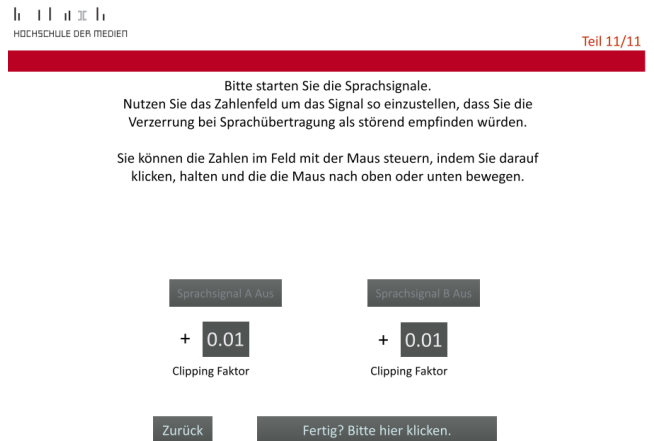 HOCHSCHULE DER MEDIEN
Teil 11/11
Bitte starten Sie die Sprachsignale.
Nutzen Sie das Zahlenfeld um das Signal so einzustellen, dass Sie die
Verzerrung bei Sprachübertragung als störend empfinden würden.
Sie können die Zahlen im Feld mit der Maus steuern, indem Sie darauf
klicken, halten und die die Maus nach oben oder unten bewegen.
Sprachsignal A Aus
Sprachsignal B Aus
+ 0.01
+ 0.01
Clipping Faktor
Clipping Faktor
Zurück
Fertig? Bitte hier klicken.